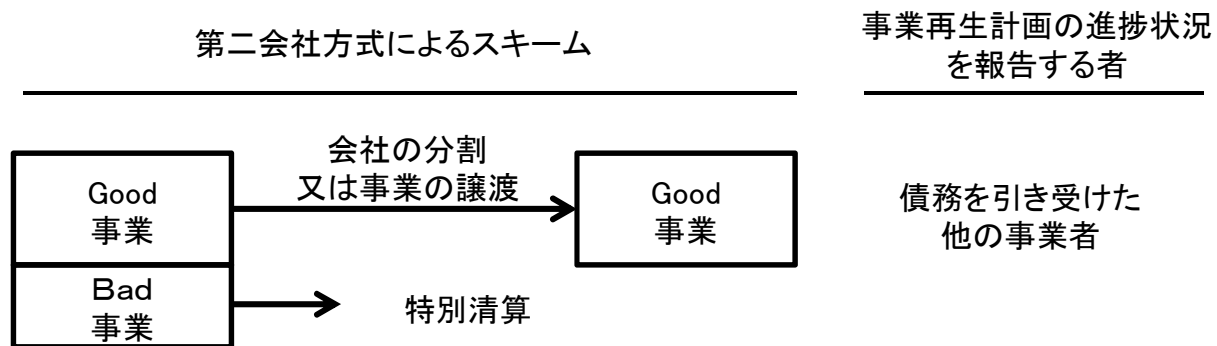 第二会社方式によるスキーム
事業再生計画の進捗状況
を報告する者
会社の分割
又は事業の譲渡
Good
事業
Good
事業
債務を引き受けた
他の事業者
Bad
事業
特別清算